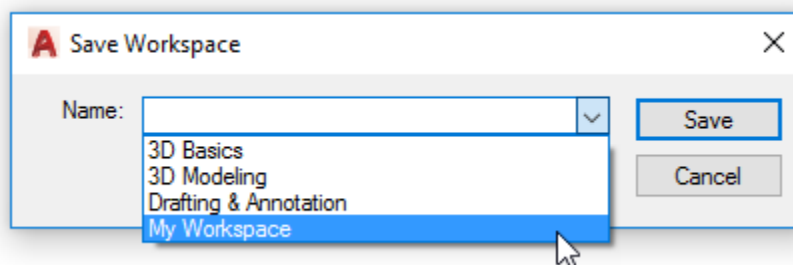 Save Workspace
Name:
Save
3D Basics
3D Modeling
Cancel
Drafting & Annotation
My Workspace